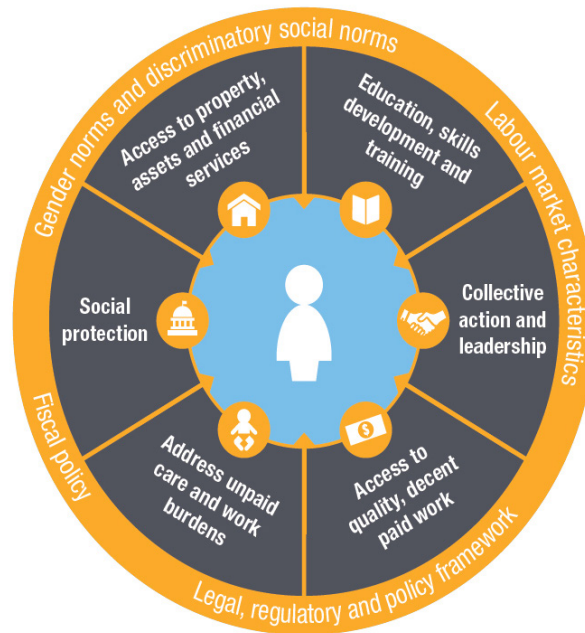 Gender norms and discriminatory social norms
Labour market characteristics
Legal, regulatory and policy framework
Fiscal policy
Access to property,
assets and financial
services
Education, skills
development and
training
Collective
action and
leadership
Access to
quality, decent
paid work
$
Address unpaid
care and work
burdens
Social
protection